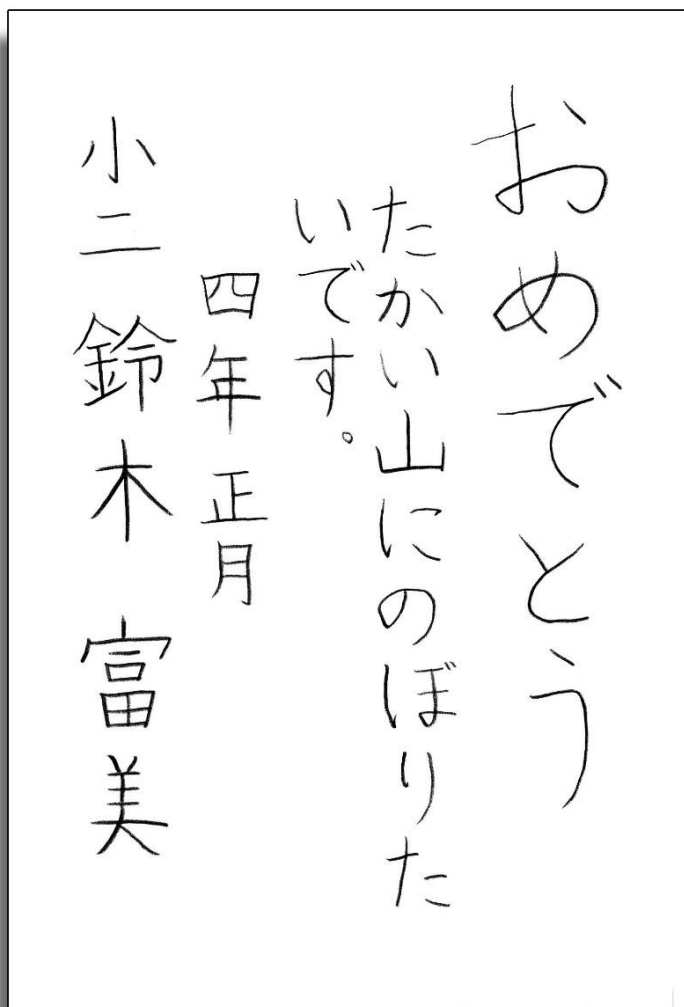 おめでとう
たかい山にのぼりた
いです。
四年 正月
小二 鈴木 富美